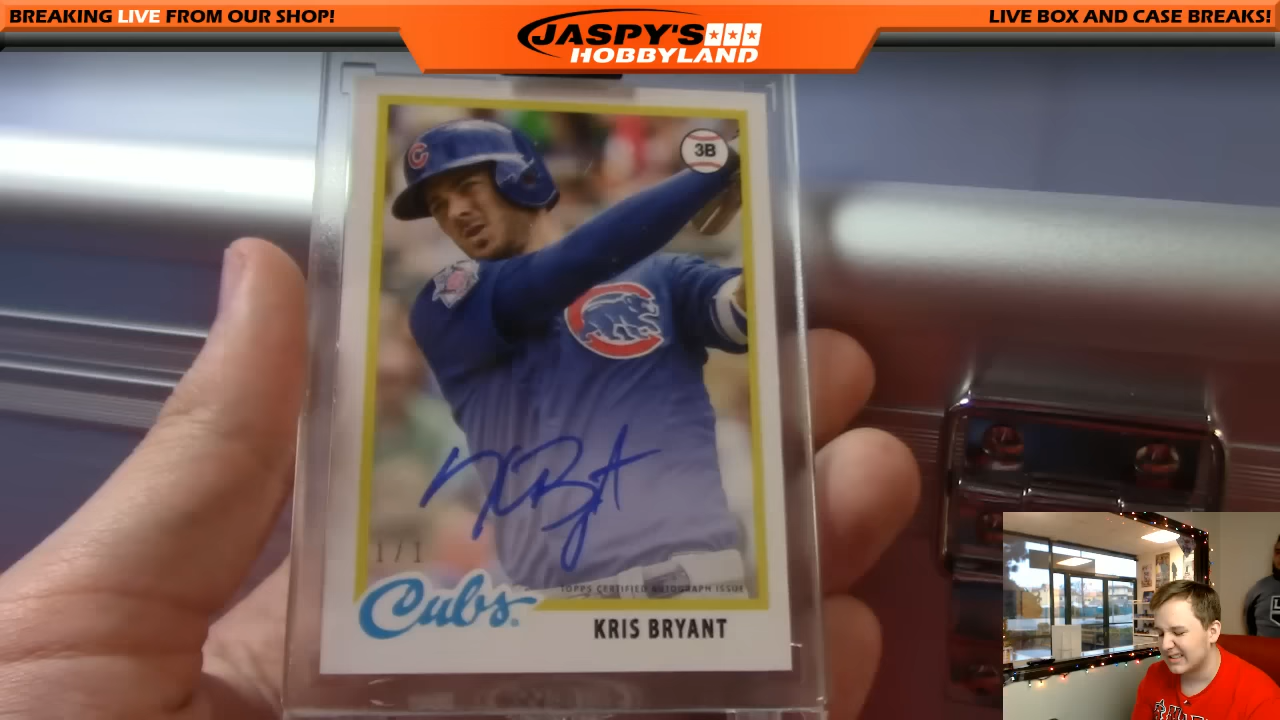 BREAKING LIVE FROM OUR SHOP!
JASPY'S
HOBBYLAND
LIVE BOX AND CASE BREAKS!
C
3B
1/1
TOPPS CERTIFIED AUTOGRAPH ISSUE
Cubs
KRIS BRYANT